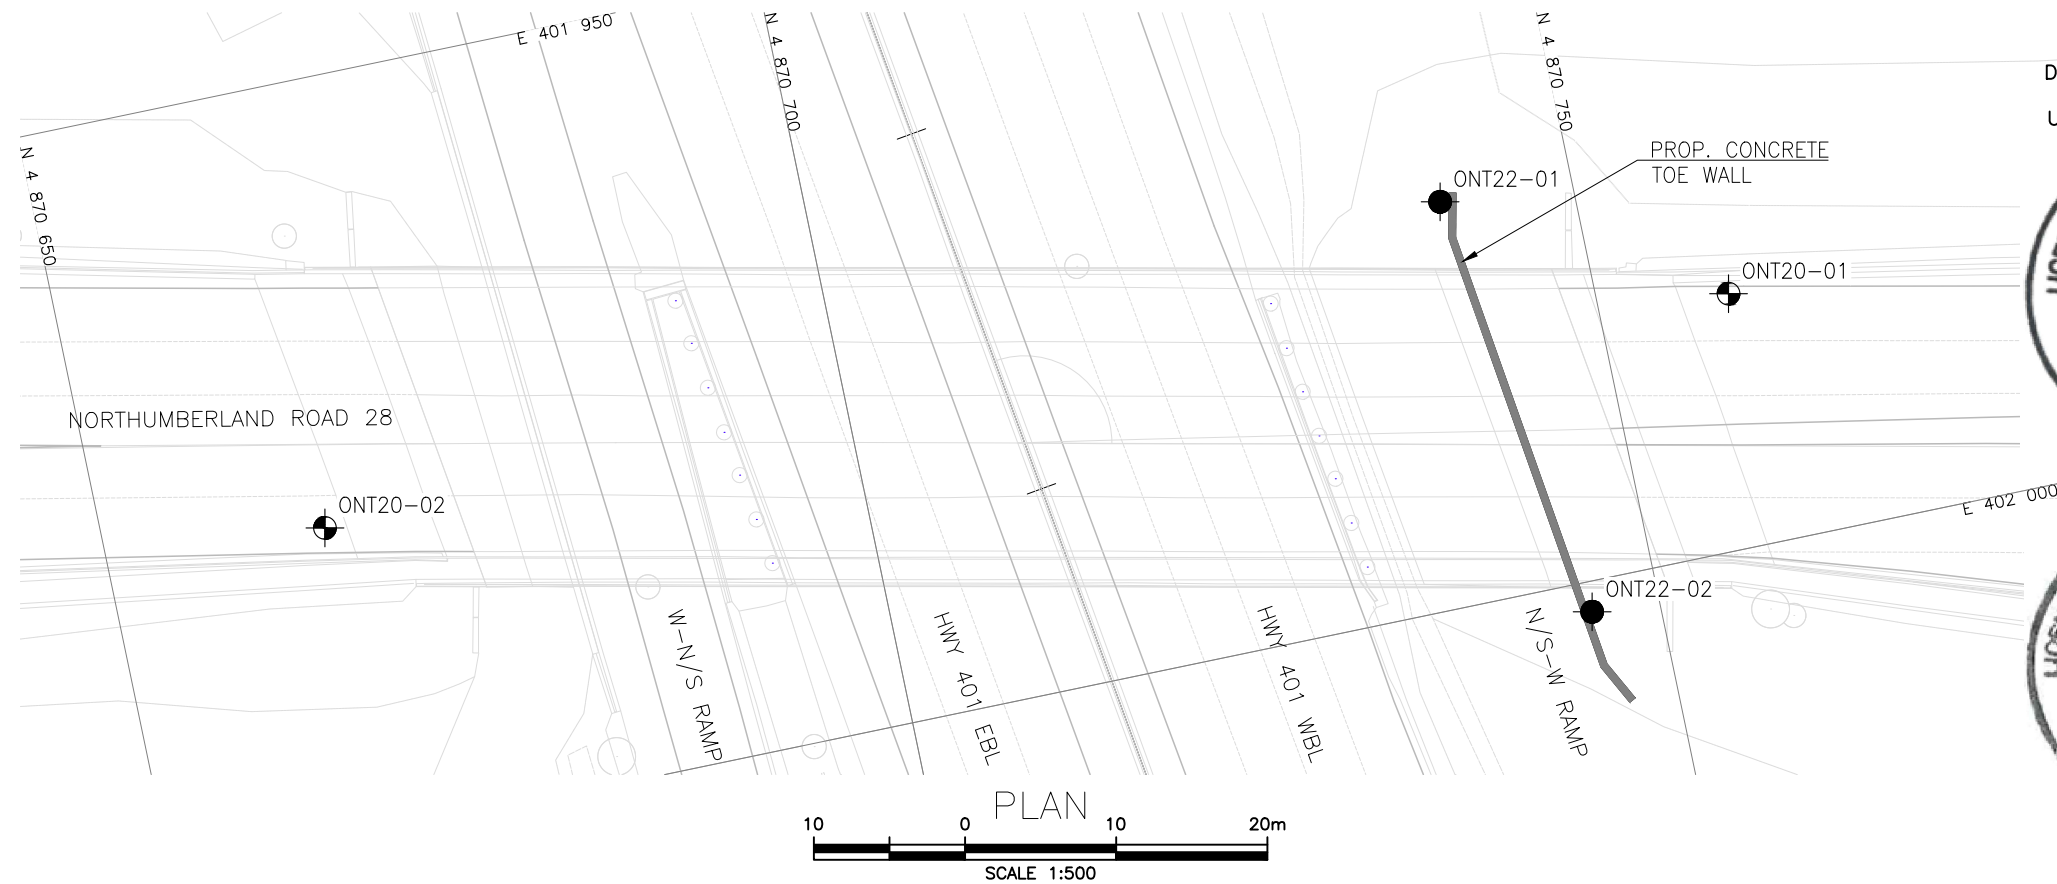 E 401 950
N 4 870 700
N 4 870 750
D
U
N 4 870 650
PROP. CONCRETE
TOE WALL
ONT22-01
ONT20-01
NORTHUMBERLAND ROAD 28
ONT20-02
E 402 000
ONT22-02
W-N/S RAMP
HWY 401 EBL
HWY 401 WBL
N/S-W RAMP
PLAN
10 0 10 20m
SCALE 1:500